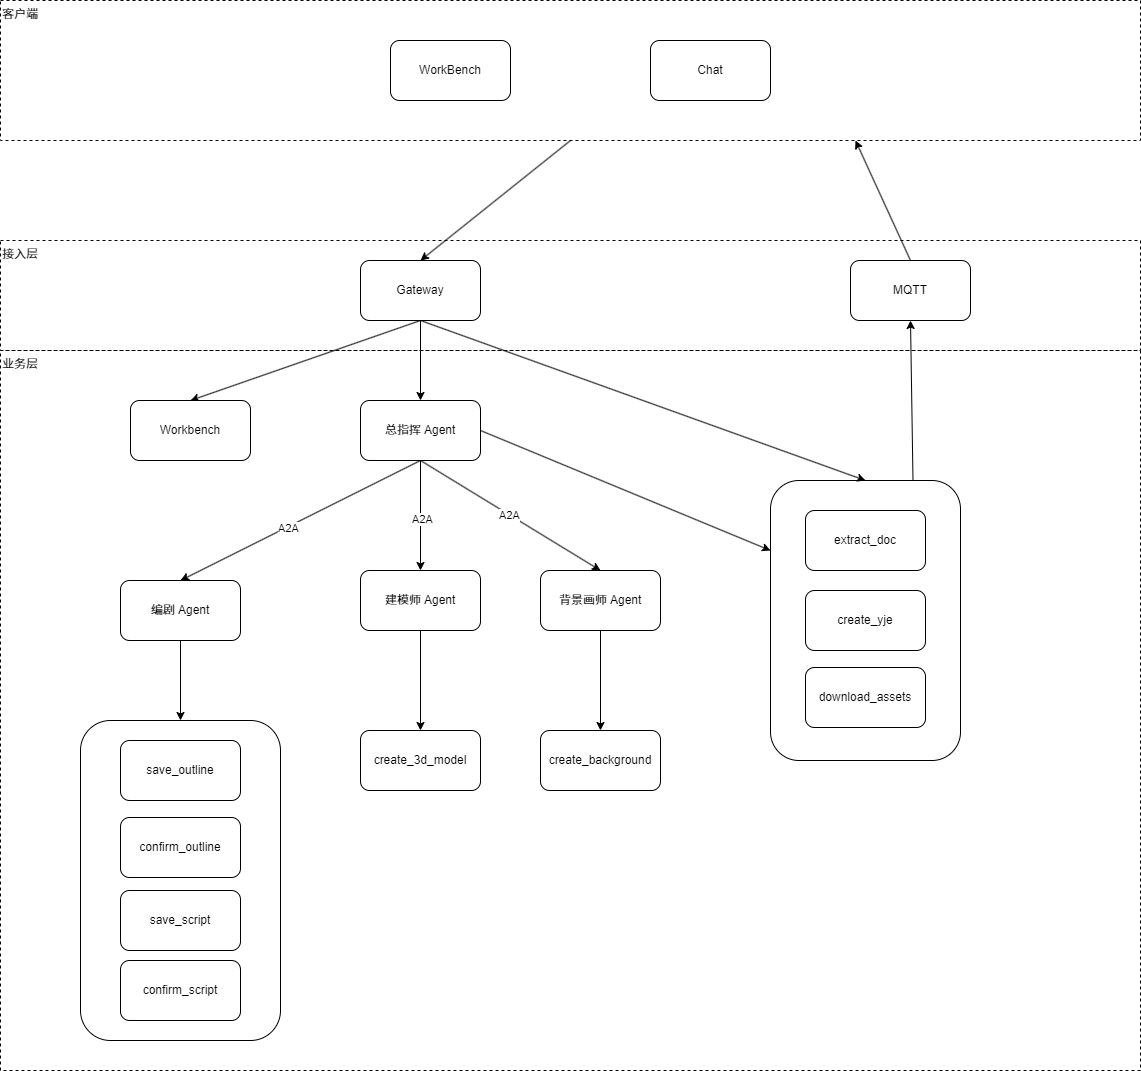 客户端
WorkBench
Chat
接入层
Gateway
MQTT
业务层
Workbench
总指挥 Agent
A2A
A2A
A2A
extract_doc
编剧 Agent
建模师 Agent
背景画师 Agent
create_yje
download_assets
save_outline
create_3d_model
create_background
confirm_outline
save_script
confirm_script